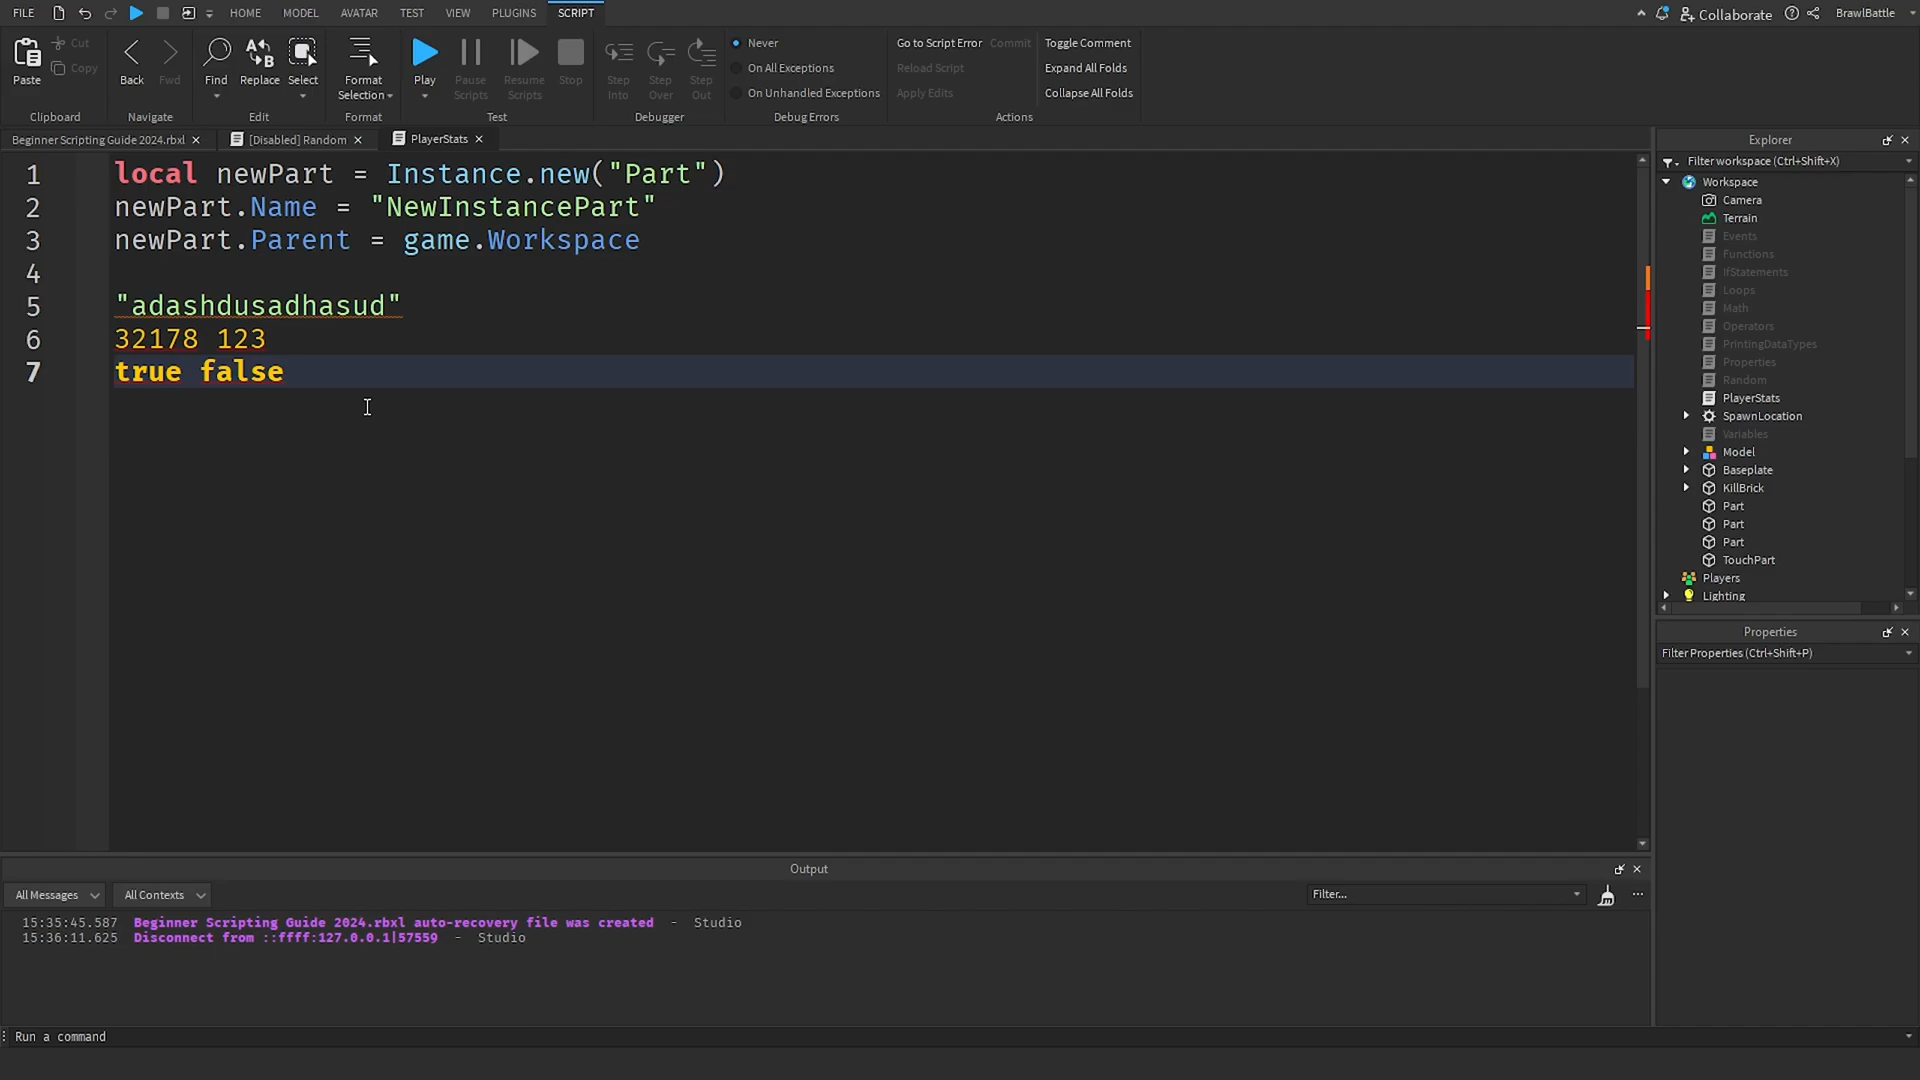 FILE HOME MODEL AVATAR TEST VIEW PLUGINS SCRIPT Collaborate BrawlBattle
Paste Cut Copy Clipboard
Back Fwd Navigate
Find Replace Select Edit
Format Selection Format
Play Pause Scripts Resume Scripts Stop Test
Step Into Step Over Step Out Debugger
Never
On All Exceptions
On Unhandled Exceptions
Debug Errors
Go to Script Error Commit Toggle Comment
Reload Script Expand All Folds
Apply Edits Collapse All Folds
Actions
Beginner Scripting Guide 2024.rbxl [Disabled] Random PlayerStats
1 local newPart = Instance.new("Part")
2 newPart.Name = "NewInstancePart"
3 newPart.Parent = game.Workspace
4
5 "adashdusadhasud"
6 32178 123
7 true false
Explorer
Filter workspace (Ctrl+Shift+X)
Workspace
Camera
Terrain
Events
Functions
IfStatements
Loops
Math
Operators
PrintingDataTypes
Properties
Random
PlayerStats
SpawnLocation
Variables
Model
Baseplate
KillBrick
Part
Part
Part
TouchPart
Players
Lighting
Properties
Filter Properties (Ctrl+Shift+P)
Output
All Messages All Contexts Filter...
15:35:45.587 Beginner Scripting Guide 2024.rbxl auto-recovery file was created - Studio
15:36:11.625 Disconnect from ::ffff:127.0.0.1|57559 - Studio
Run a command